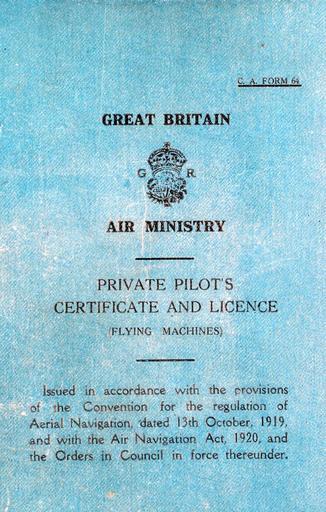 C. A. FORM 64.
GREAT BRITAIN
G R
AIR MINISTRY
PRIVATE PILOT'S
CERTIFICATE AND LICENCE
(FLYING MACHINES)
Issued in accordance with the provisions
of the Convention for the regulation of
Aerial Navigation, dated 13th October, 1919,
and with the Air Navigation Act, 1920, and
the Orders in Council in force thereunder.